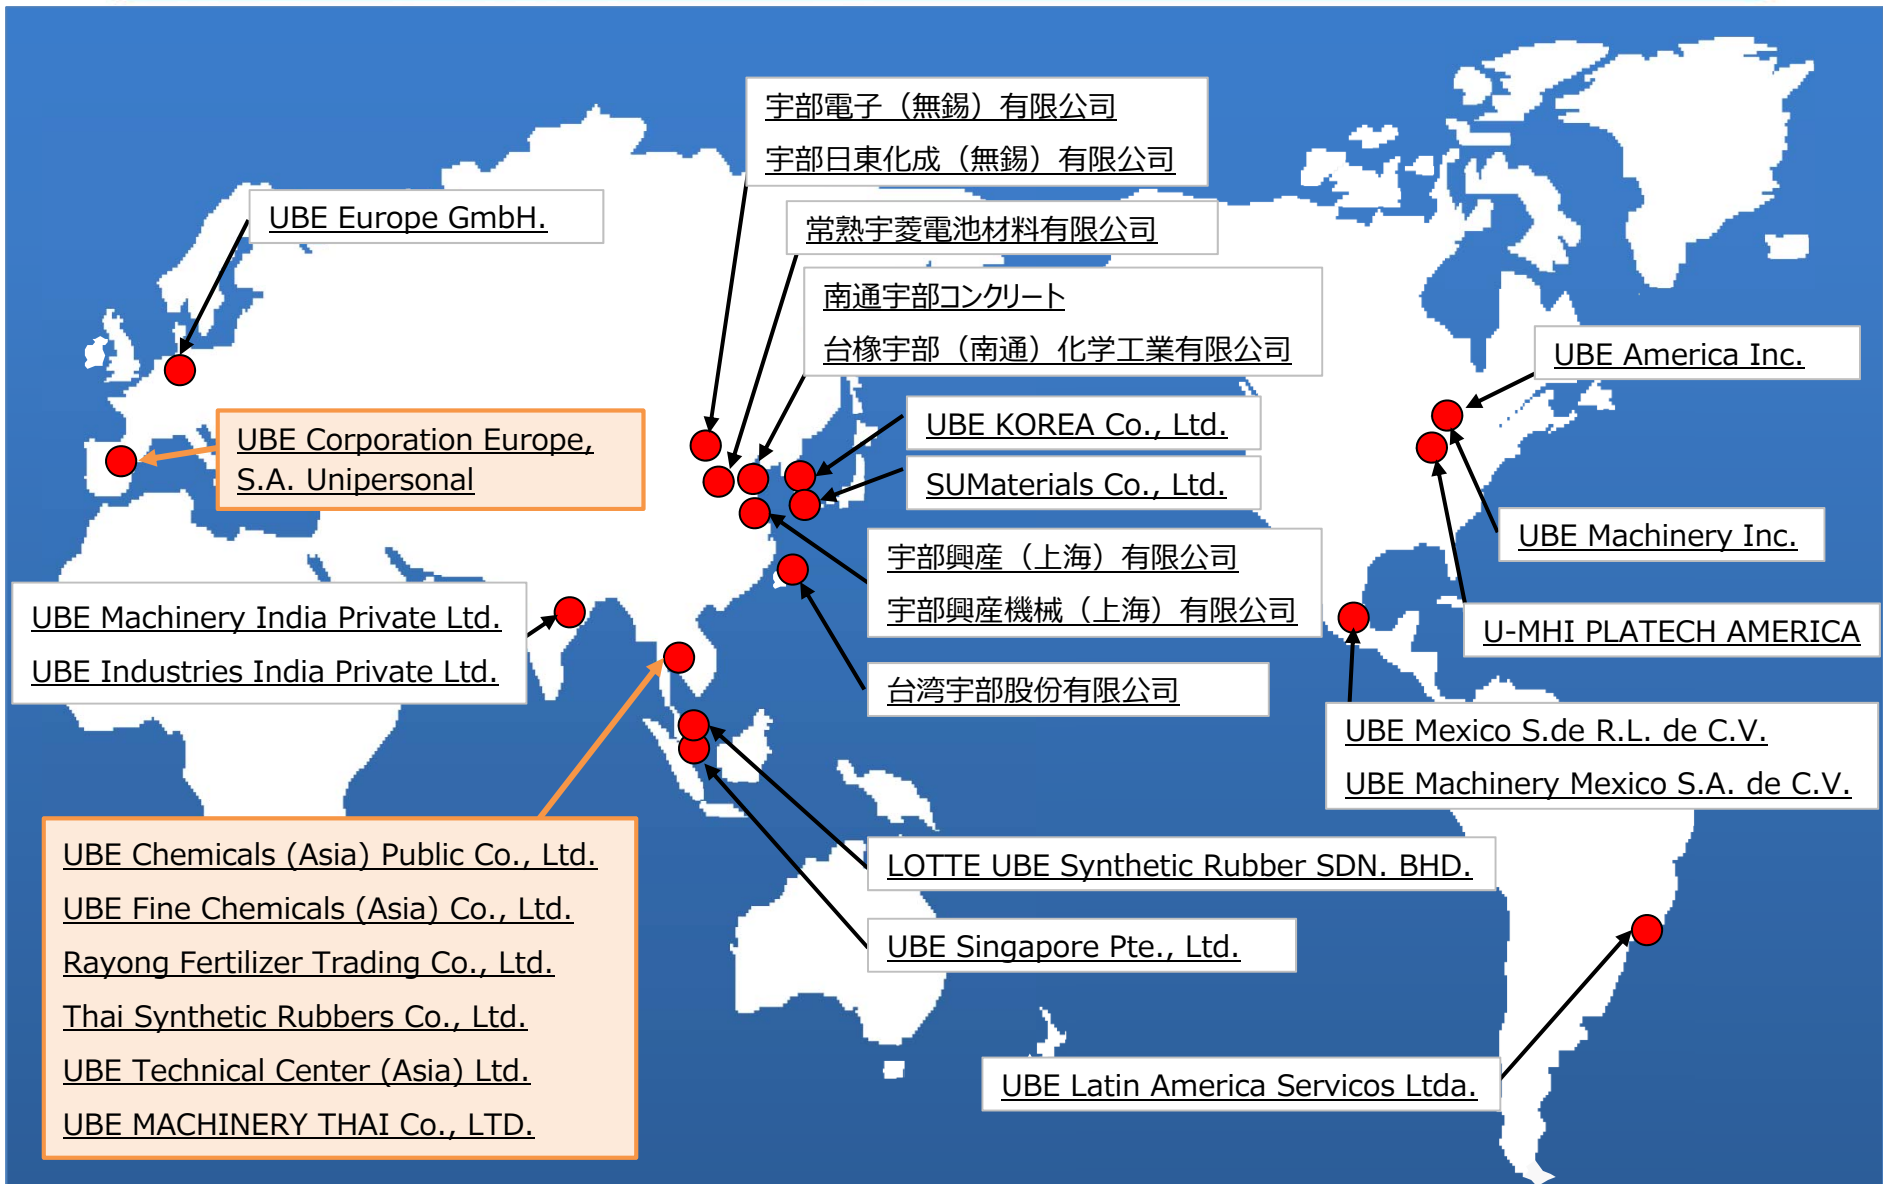 宇部電子（無錫）有限公司
宇部日東化成（無錫）有限公司
UBE Europe GmbH.
常熟宇菱電池材料有限公司
南通宇部コンクリート
台橡宇部（南通）化学工業有限公司
UBE America Inc.
UBE Corporation Europe,
S.A. Unipersonal
UBE KOREA Co., Ltd.
SUMaterials Co., Ltd.
UBE Machinery Inc.
宇部興産（上海）有限公司
宇部興産機械（上海）有限公司
UBE Machinery India Private Ltd.
UBE Industries India Private Ltd.
U-MHI PLATECH AMERICA
台湾宇部股份有限公司
UBE Mexico S.de R.L. de C.V.
UBE Machinery Mexico S.A. de C.V.
UBE Chemicals (Asia) Public Co., Ltd.
UBE Fine Chemicals (Asia) Co., Ltd.
Rayong Fertilizer Trading Co., Ltd.
Thai Synthetic Rubbers Co., Ltd.
UBE Technical Center (Asia) Ltd.
UBE MACHINERY THAI Co., LTD.
LOTTE UBE Synthetic Rubber SDN. BHD.
UBE Singapore Pte., Ltd.
UBE Latin America Servicos Ltda.